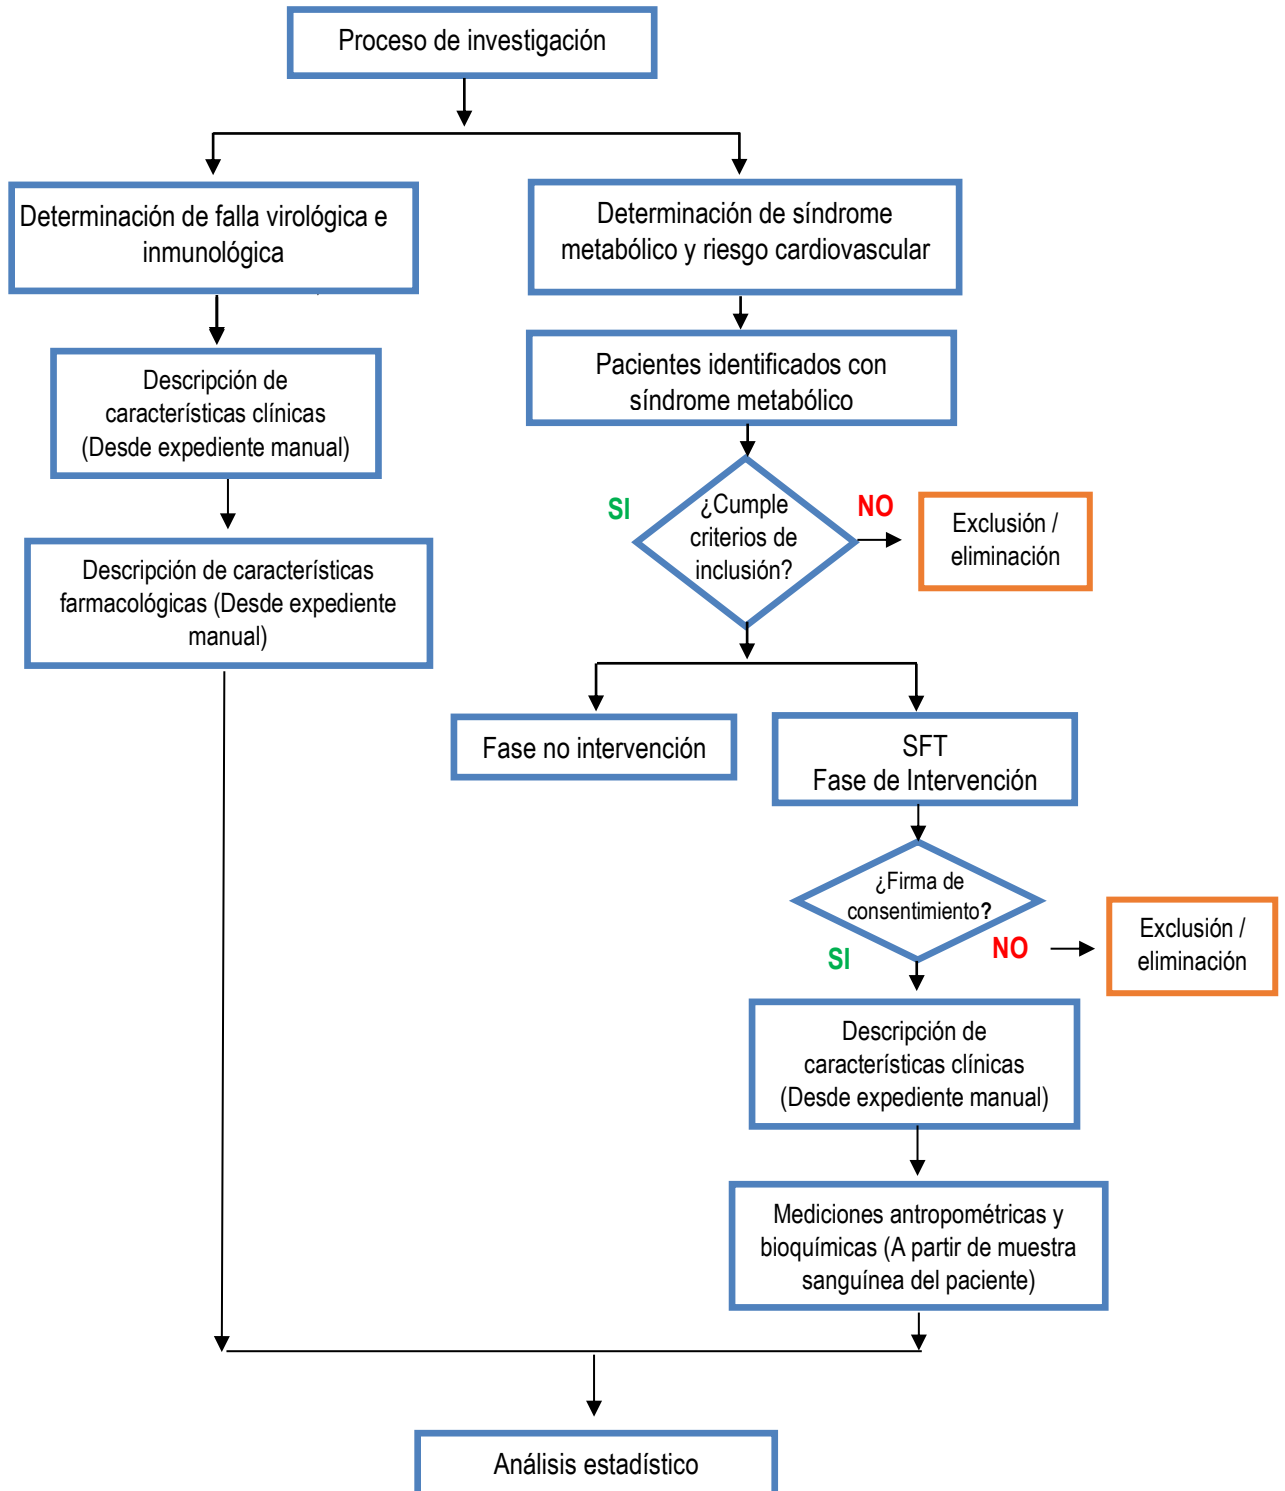 Proceso de investigación
Determinación de falla virológica e
inmunológica
Determinación de síndrome
metabólico y riesgo cardiovascular
Descripción de
características clínicas
(Desde expediente manual)
Pacientes identificados con
síndrome metabólico
SI
¿Cumple
criterios de
inclusión?
NO
Exclusión /
eliminación
Descripción de características
farmacológicas (Desde expediente
manual)
Fase no intervención
SFT
Fase de Intervención
¿Firma de
consentimiento?
SI
NO
Exclusión /
eliminación
Descripción de
características clínicas
(Desde expediente manual)
Mediciones antropométricas y
bioquímicas (A partir de muestra
sanguínea del paciente)
Análisis estadístico